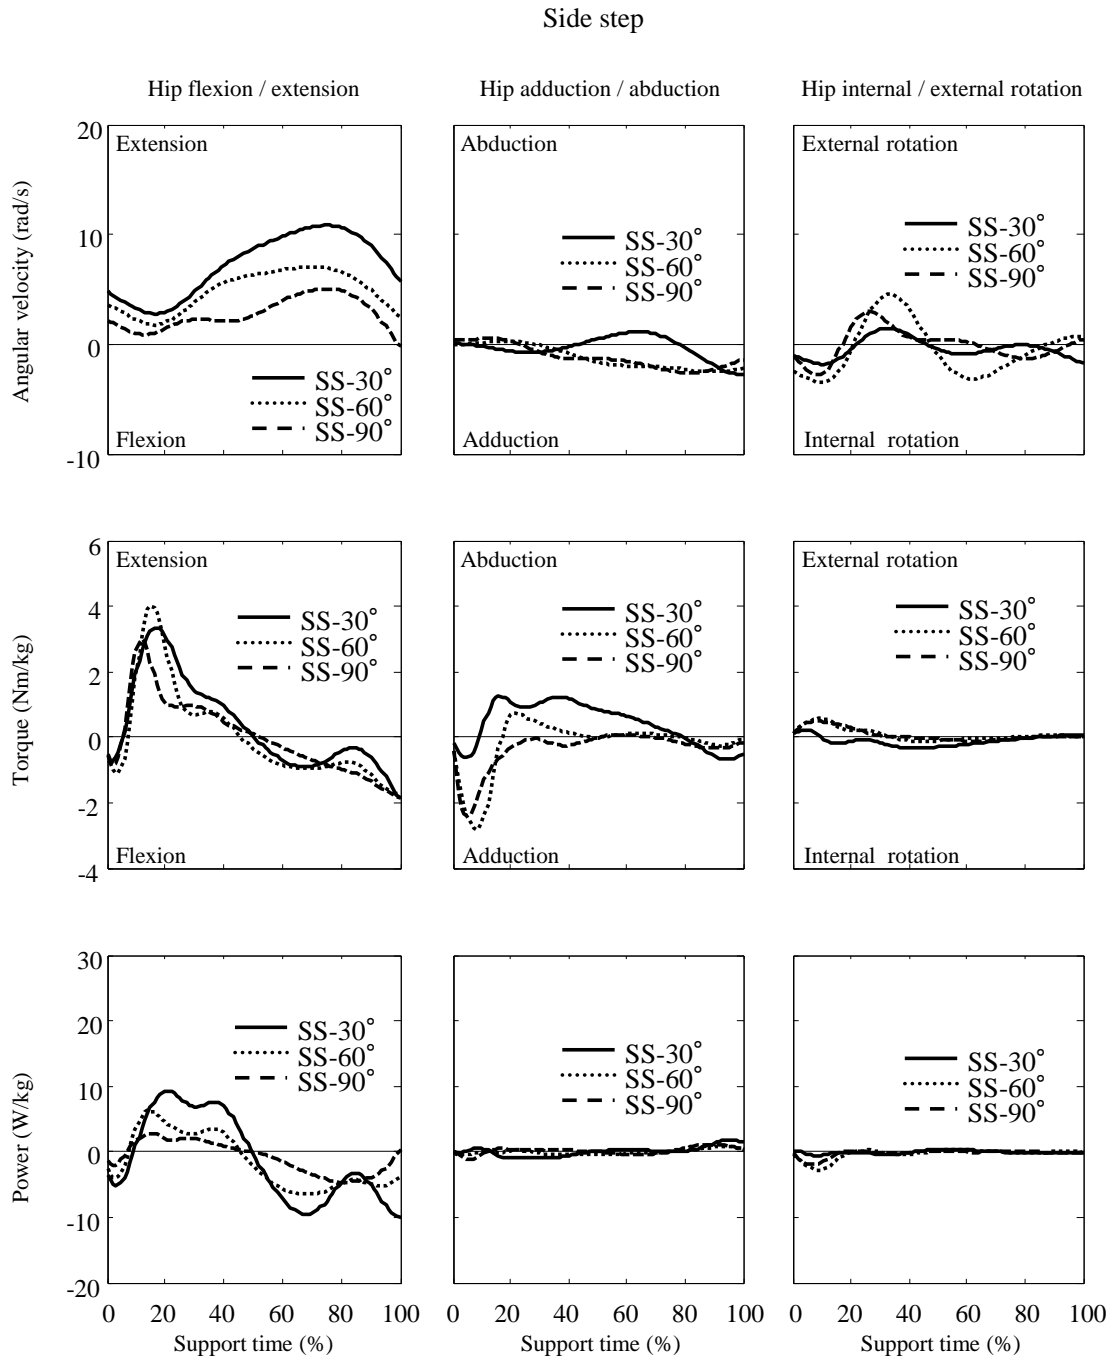 Side step
Hip flexion / extension
Hip adduction / abduction
Hip internal / external rotation
Angular velocity (rad/s)
20
10
0
-10
Extension
SS-30°
SS-60°
SS-90°
Flexion
Abduction
SS-30°
SS-60°
SS-90°
Adduction
External rotation
SS-30°
SS-60°
SS-90°
Internal rotation
Torque (Nm/kg)
6
4
2
0
-2
-4
Extension
SS-30°
SS-60°
SS-90°
Flexion
Abduction
SS-30°
SS-60°
SS-90°
Adduction
External rotation
SS-30°
SS-60°
SS-90°
Internal rotation
Power (W/kg)
30
20
10
0
-10
-20
SS-30°
SS-60°
SS-90°
SS-30°
SS-60°
SS-90°
SS-30°
SS-60°
SS-90°
0 20 40 60 80 100
0 20 40 60 80 100
0 20 40 60 80 100
Support time (%)
Support time (%)
Support time (%)